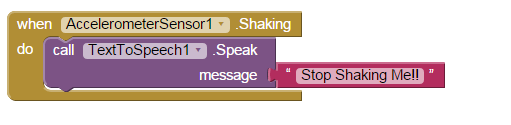 when AccelerometerSensor1 .Shaking
do call TextToSpeech1 .Speak
message " Stop Shaking Me!! "